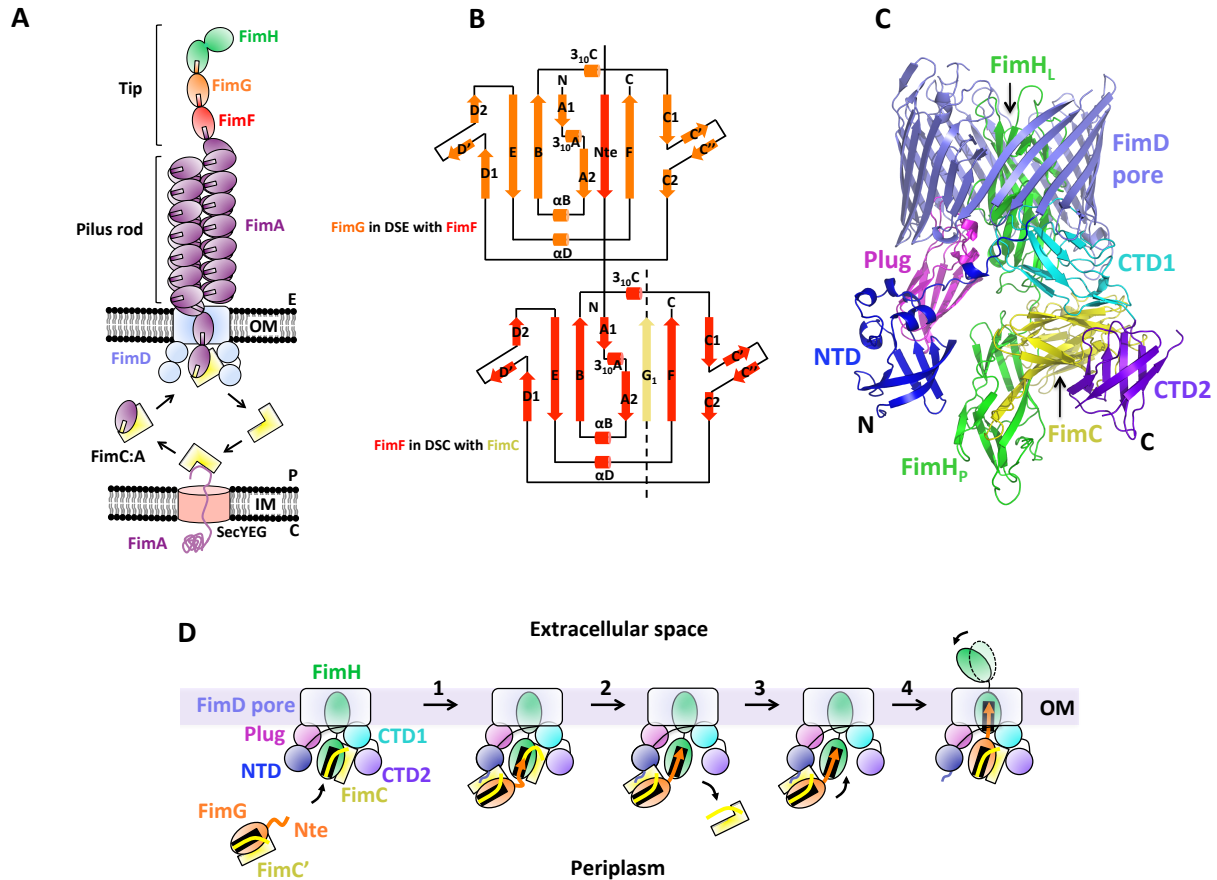 A
FimH
Tip
FimG
FimF
Pilus rod
FimA
E
OM
FimD
FimC:A
P
IM
SecYEG
C
FimA
B
3₁₀C
N
C
D2
A1
C1
C'
D'
3₁₀A
C''
E
B
Nte
F
D1
A2
C2
αB
FimG in DSE with FimF
αD
3₁₀C
N
C
D2
A1
C1
C'
D'
3₁₀A
C''
E
B
G₁
F
D1
A2
C2
αB
FimF in DSC with FimC
αD
C
FimH_L
FimD
pore
Plug
CTD1
NTD
CTD2
N
FimC
C
FimH_P
D
Extracellular space
FimH
1
2
3
4
FimD pore
OM
Plug
CTD1
NTD
CTD2
FimC
FimG
Nte
FimC'
Periplasm